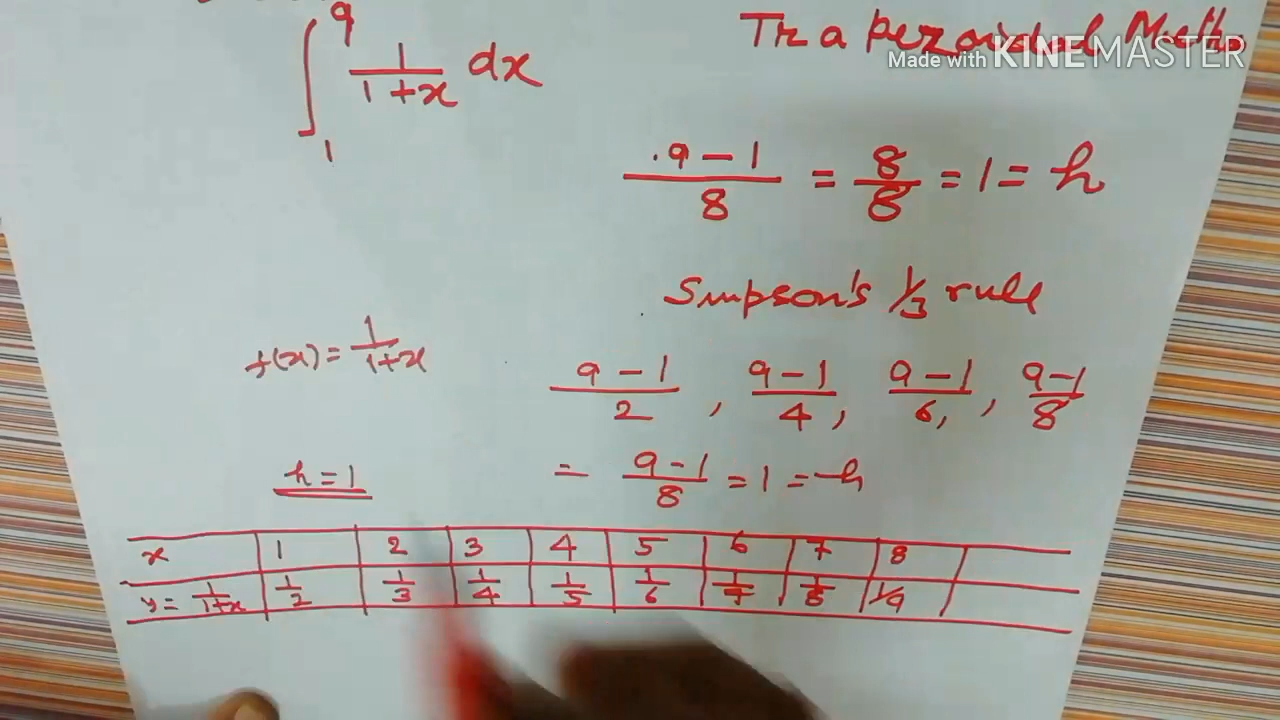 ∫₁⁹ 1/(1+x) dx
Trapezoidal
Made with KINEMASTER
9 - 1 / 8 = 8/8 = 1 = h
Simpson's 1/3 rule
f(x) = 1/(1+x)
9-1/2 , 9-1/4, 9-1/6, , 9-1/8
h = 1
= 9-1/8 = 1 = h
x 1 2 3 4 5 6 7 8
y = 1/(1+x) 1/2 1/3 1/4 1/5 1/6 1/7 1/8 1/9